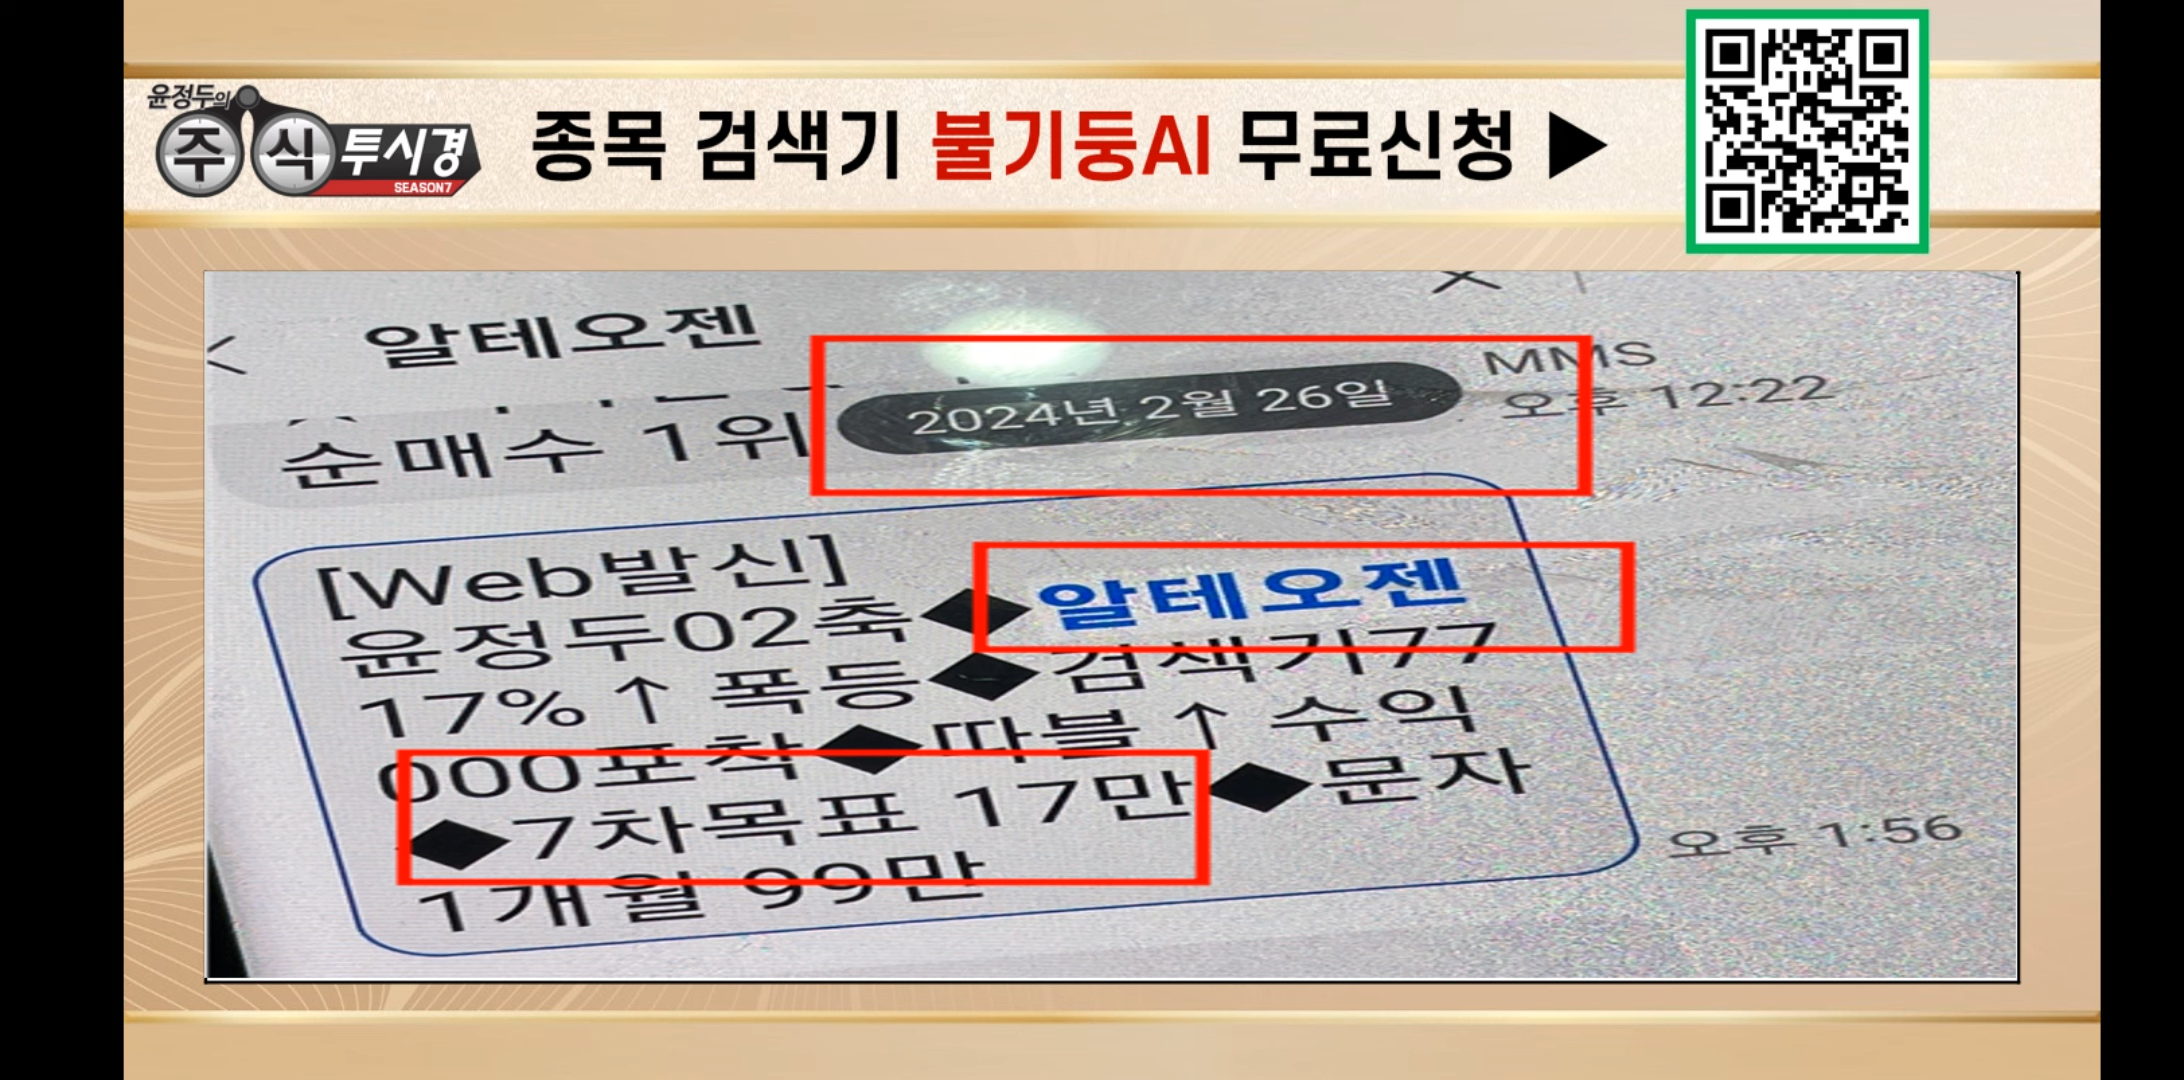 윤정두의
주식투시경
SEASON7
종목 검색기 불기둥AI 무료신청 ▶
알테오젠
MMS
오후 12:22
순매수 1위
2024년 2월 26일
[Web발신]
윤정두02축◆알테오젠
17%↑폭등◆검색기77
000포착◆따블↑수익
◆7차목표 17만◆문자
1개월 99만
오후 1:56